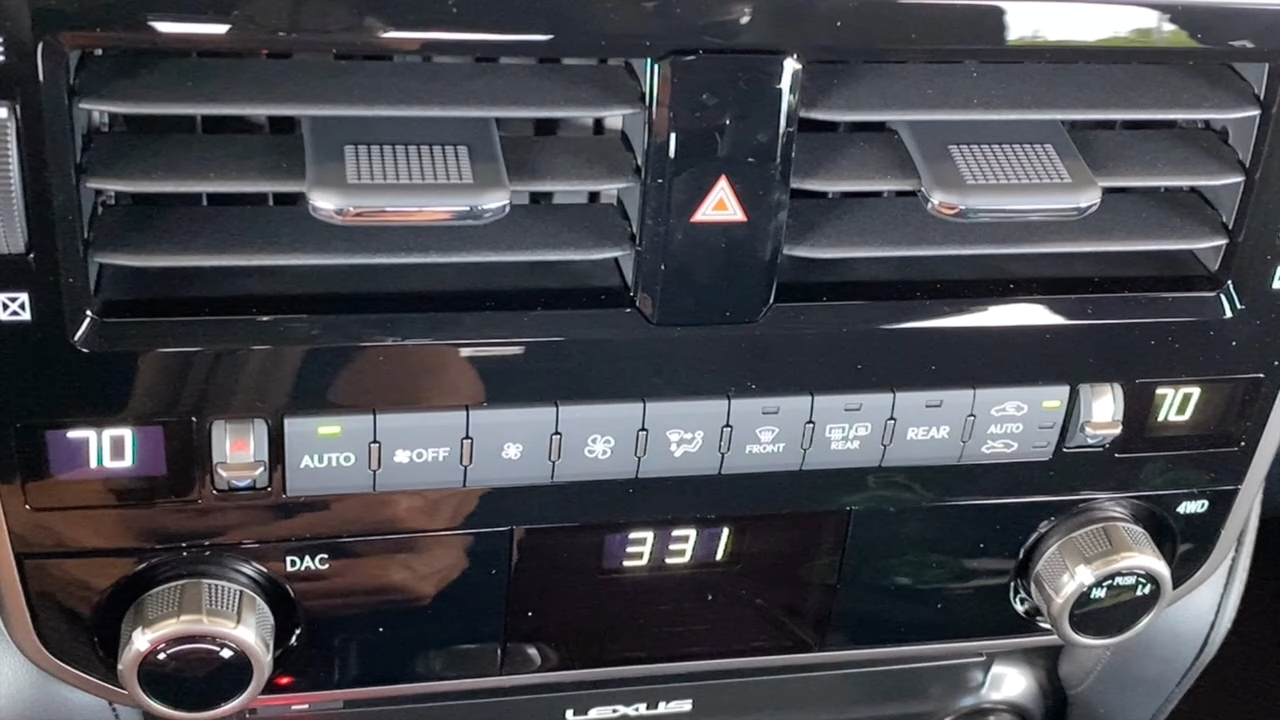 70
AUTO
OFF
FRONT
REAR
REAR
AUTO
70
DAC
331
4WD
PUSH
H4 L4
LEXUS